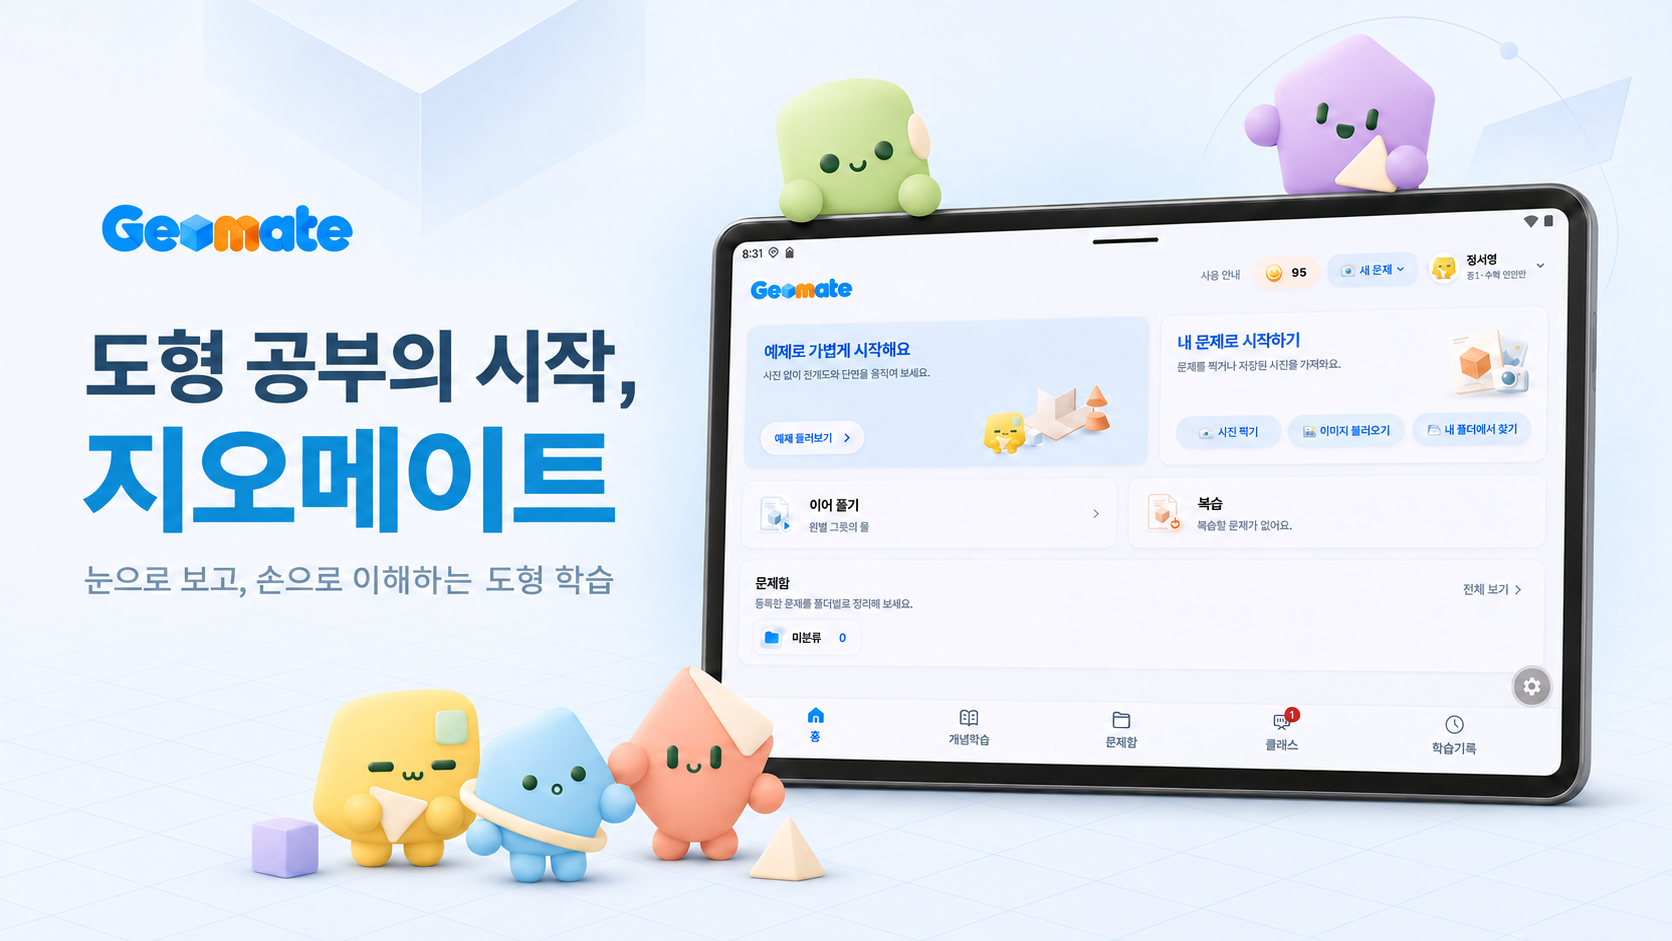 Geomate
도형 공부의 시작,
지오메이트
눈으로 보고, 손으로 이해하는 도형 학습
8:31
Geomate
사용 안내
95
새 문제
정서영
중1-수학
예제로 가볍게 시작해요
사진 없이 전개도와 단면을 움직여 보세요.
예제 둘러보기
내 문제로 시작하기
문제를 찍거나 저장된 사진을 가져와요.
사진 찍기
이미지 불러오기
내 폴더에서 찾기
이어 풀기
원뿔 그릇의 물
복습
복습할 문제가 없어요.
문제함
등록한 문제를 폴더별로 정리해 보세요.
전체 보기
미분류 0
홈
개념학습
문제함
1
클래스
학습기록